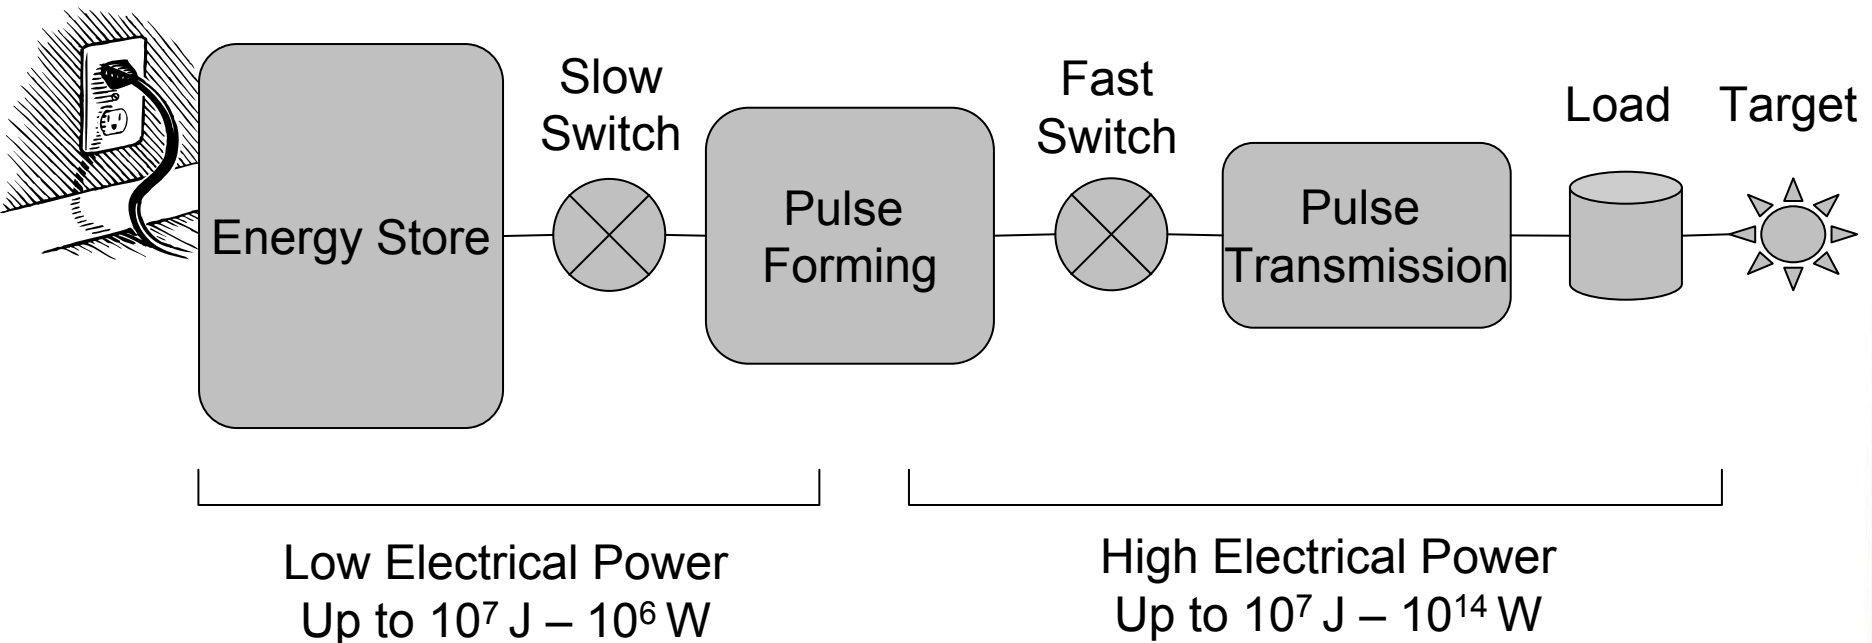 Slow
Switch
Fast
Switch
Load
Target
Energy Store
Pulse
Forming
Pulse
Transmission
Low Electrical Power
Up to 10⁷ J – 10⁶ W
High Electrical Power
Up to 10⁷ J – 10¹⁴ W